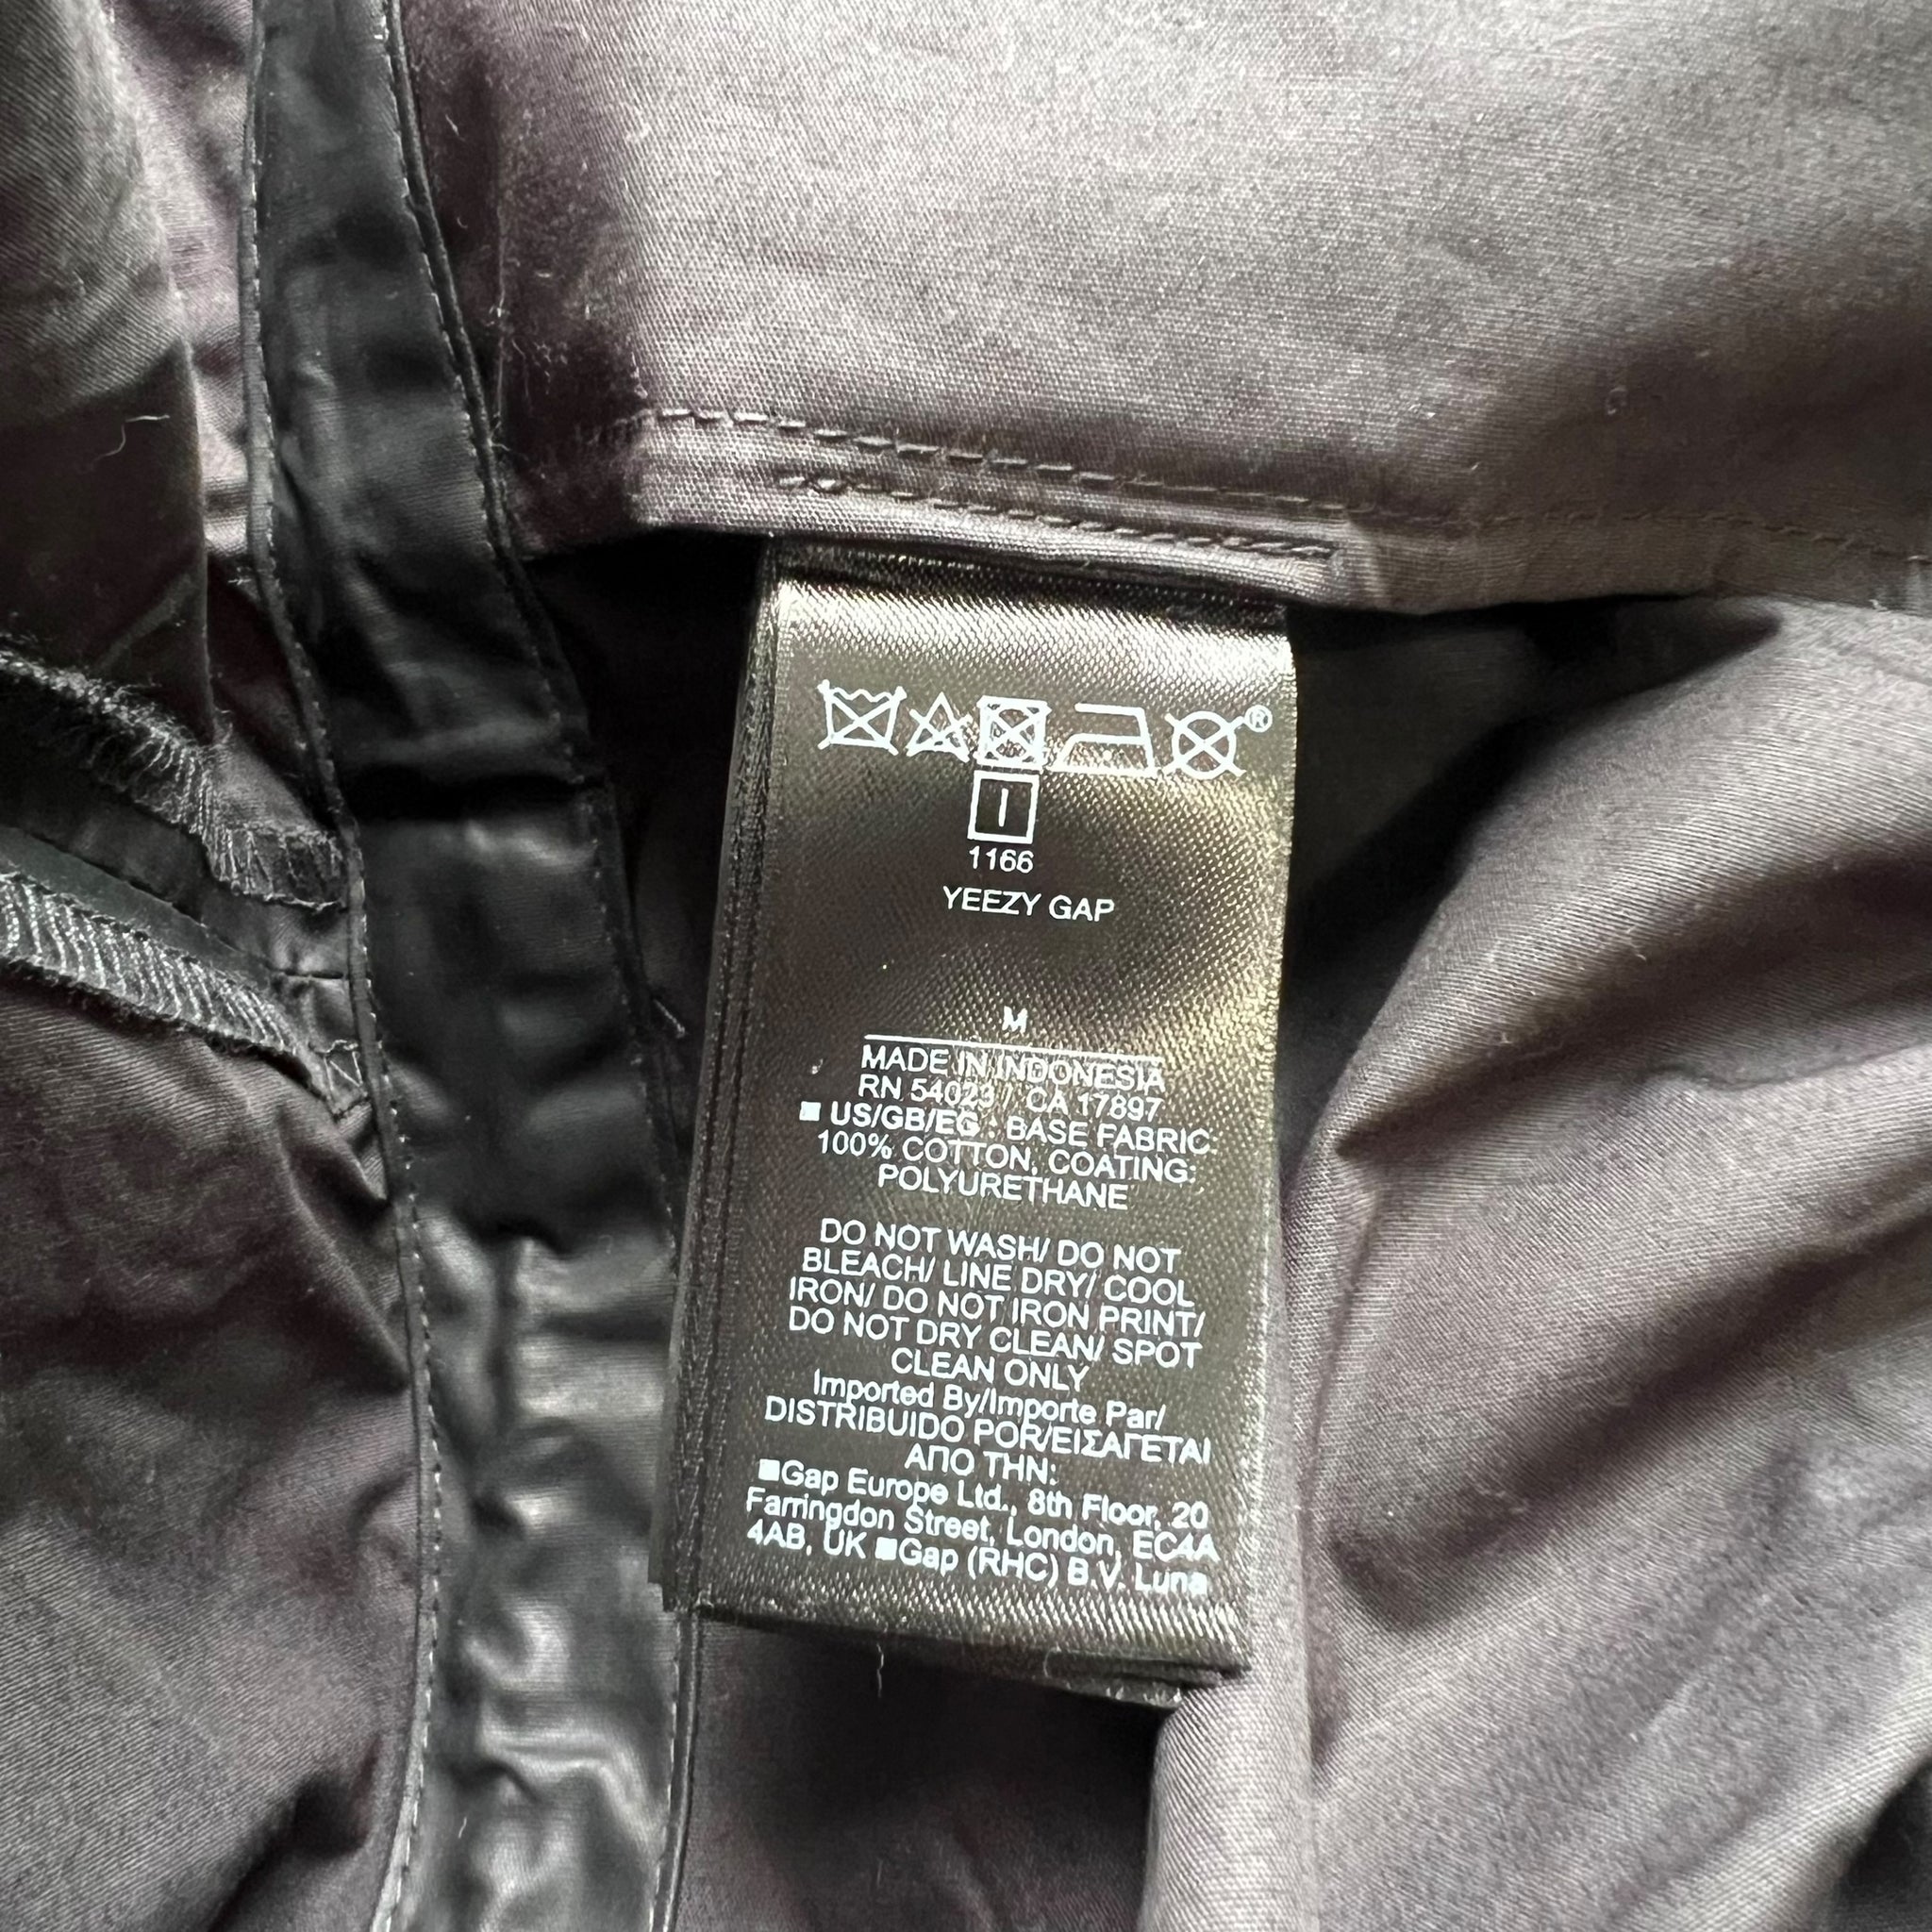 ®
1166
YEEZY GAP
M
MADE IN INDONESIA
RN 54023 / CA 17897
■ US/GB/EG : BASE FABRIC:
100% COTTON, COATING:
POLYURETHANE
DO NOT WASH/ DO NOT
BLEACH/ LINE DRY/ COOL
IRON/ DO NOT IRON PRINT/
DO NOT DRY CLEAN/ SPOT
CLEAN ONLY
Imported By/Importe Par/
DISTRIBUIDO POR/ΕΙΣΑΓΕΤΑΙ
ΑΠΟ ΤΗΝ:
■Gap Europe Ltd., 8th Floor, 20
Farringdon Street, London, EC4A
4AB, UK ■Gap (RHC) B.V. Luna